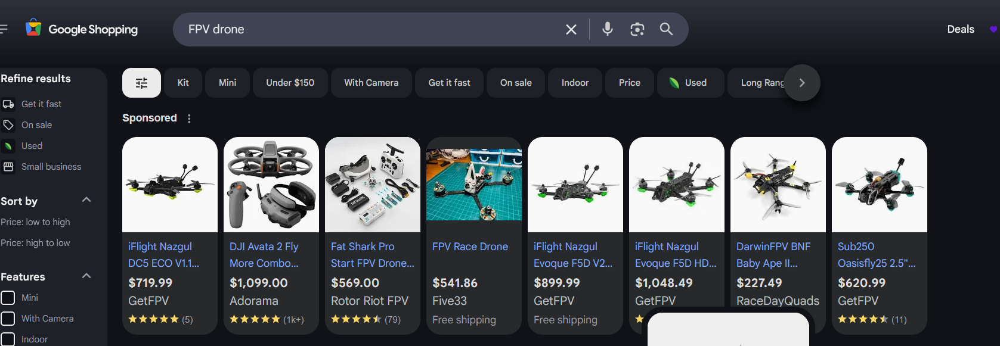 Google Shopping
FPV drone
Deals
Refine results
Get it fast
On sale
Used
Small business
Sort by
Price: low to high
Price: high to low
Features
Mini
With Camera
Indoor
Kit
Mini
Under $150
With Camera
Get it fast
On sale
Indoor
Price
Used
Long Rang
Sponsored
iFlight Nazgul
DC5 ECO V1.1...
$719.99
GetFPV
(5)
DJI Avata 2 Fly
More Combo...
$1,099.00
Adorama
(1k+)
Fat Shark Pro
Start FPV Drone...
$569.00
Rotor Riot FPV
(79)
FPV Race Drone
$541.86
Five33
Free shipping
iFlight Nazgul
Evoque F5D V2...
$899.99
GetFPV
Free shipping
iFlight Nazgul
Evoque F5D HD...
$1,048.49
GetFPV
DarwinFPV BNF
Baby Ape II...
$227.49
RaceDayQuads
Sub250
Oasisfly25 2.5"...
$620.99
GetFPV
(11)